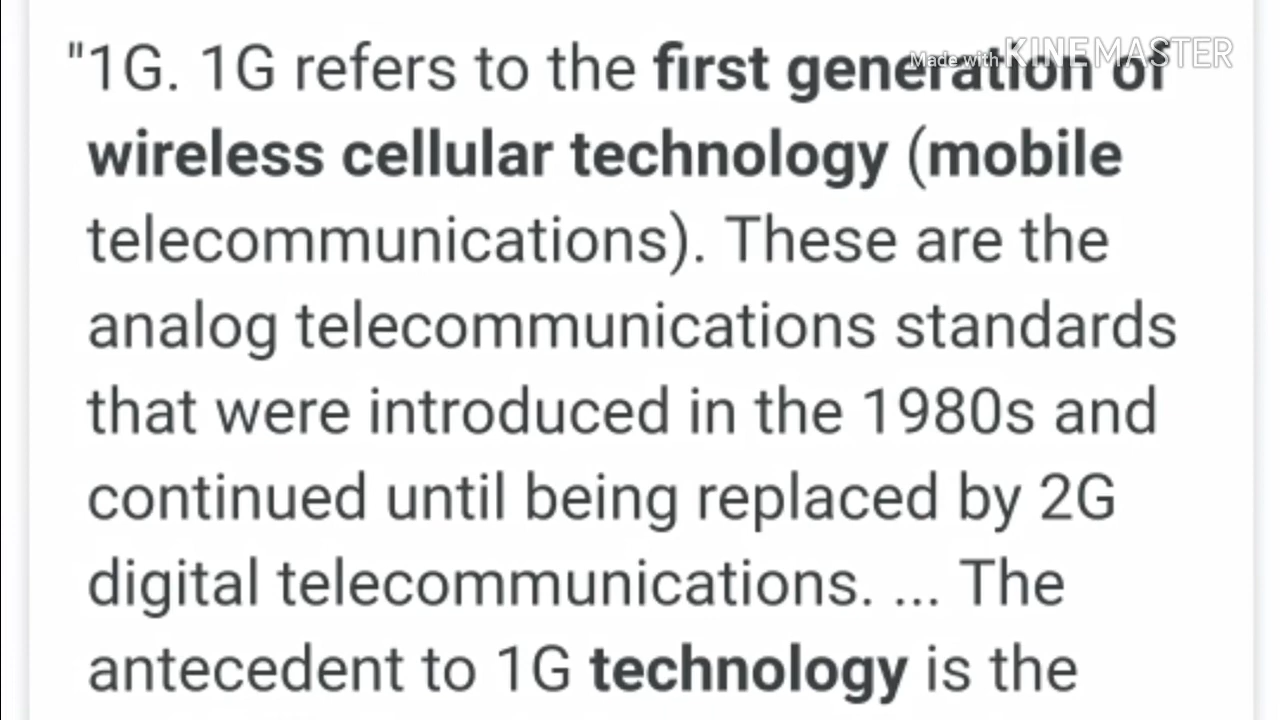 "1G. 1G refers to the first generation of
Made with KINEMASTER
wireless cellular technology (mobile
telecommunications). These are the
analog telecommunications standards
that were introduced in the 1980s and
continued until being replaced by 2G
digital telecommunications. ... The
antecedent to 1G technology is the